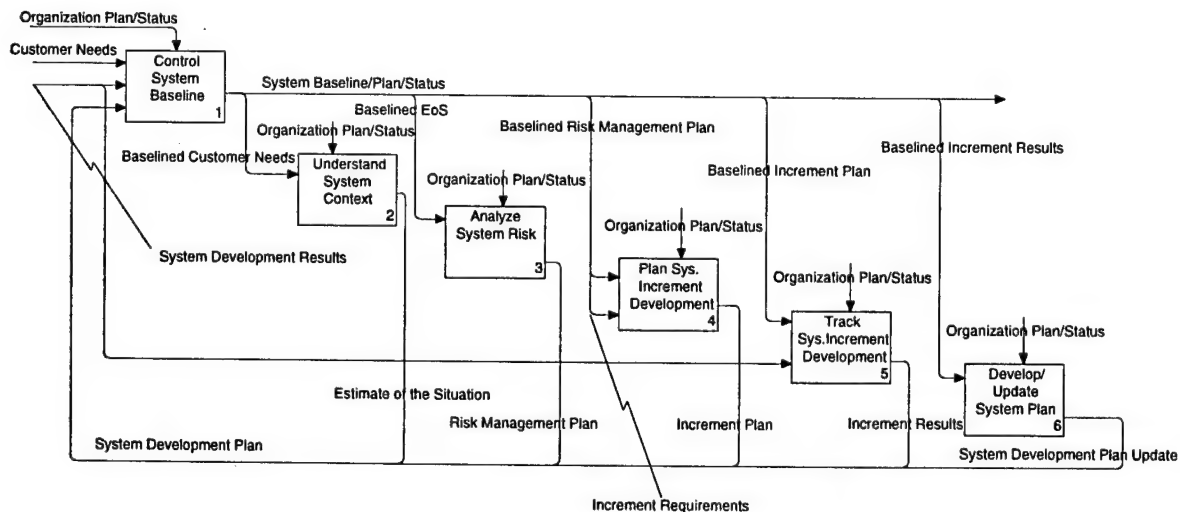 Organization Plan/Status
Customer Needs
Control
System
Baseline
1
System Baseline/Plan/Status
Baselined EoS
Organization Plan/Status
Baselined Risk Management Plan
Baselined Customer Needs
Understand
System
Context
2
Baselined Increment Results
Organization Plan/Status
Baselined Increment Plan
Analyze
System Risk
3
Organization Plan/Status
System Development Results
Plan Sys.
Increment
Development
4
Organization Plan/Status
Track
Sys.Increment
Development
5
Organization Plan/Status
Develop/
Update
System Plan
6
Estimate of the Situation
Risk Management Plan
Increment Plan
Increment Results
System Development Plan
System Development Plan Update
Increment Requirements